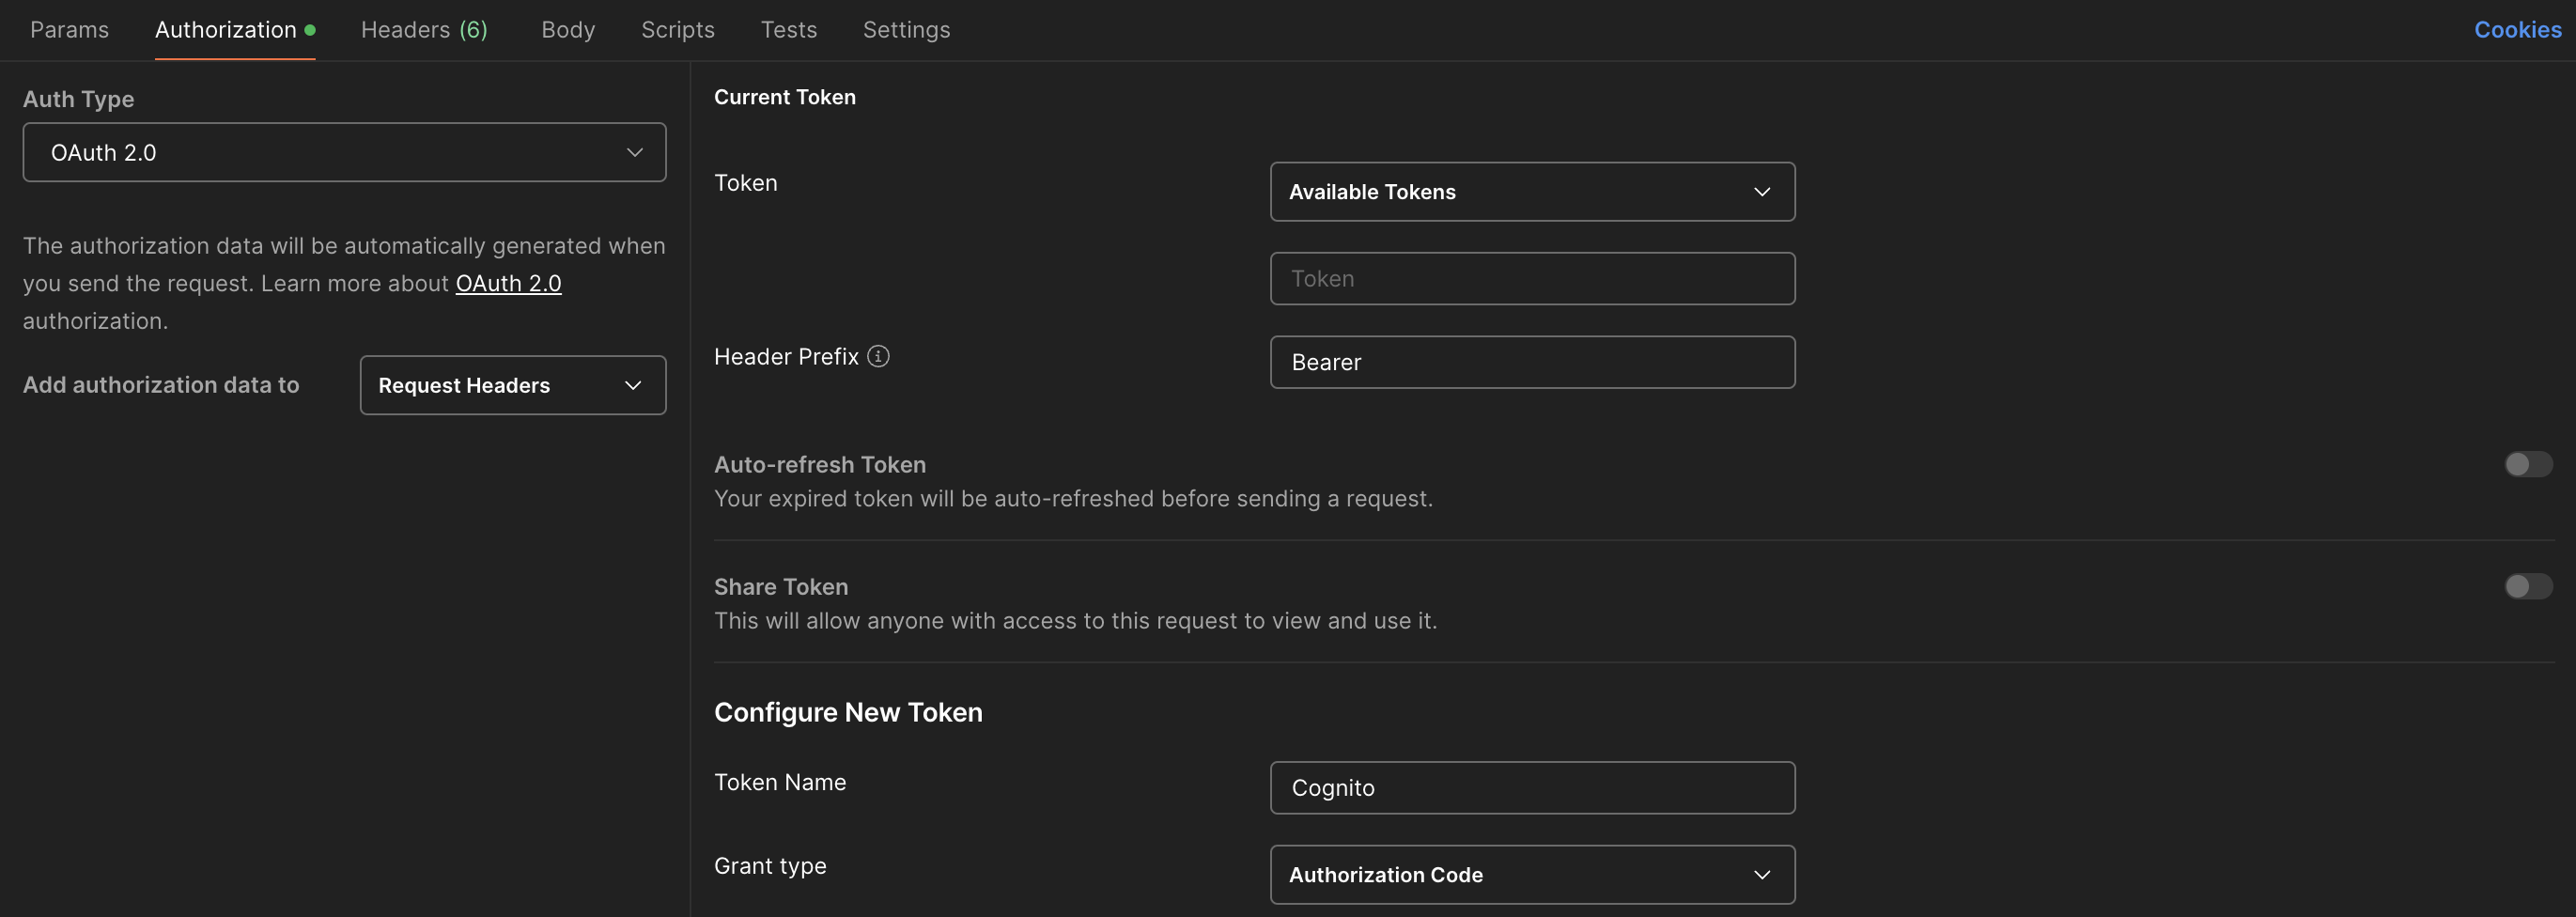 Params Authorization Headers (6) Body Scripts Tests Settings Cookies
Auth Type
OAuth 2.0
The authorization data will be automatically generated when
you send the request. Learn more about OAuth 2.0
authorization.
Add authorization data to Request Headers
Current Token
Token Available Tokens
Token
Header Prefix Bearer
Auto-refresh Token
Your expired token will be auto-refreshed before sending a request.
Share Token
This will allow anyone with access to this request to view and use it.
Configure New Token
Token Name Cognito
Grant type Authorization Code